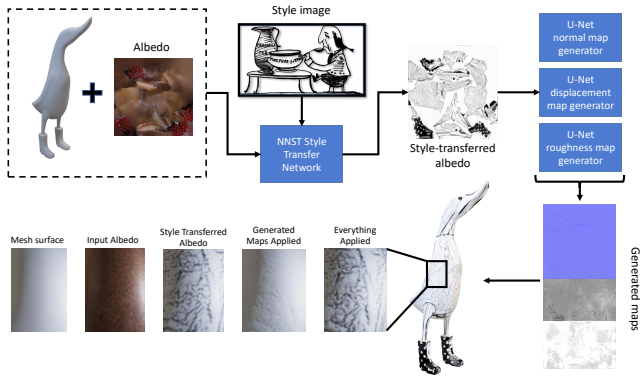 Style image
Albedo
U-Net
normal map
generator
U-Net
displacement
map generator
U-Net
roughness map
generator
NNST Style
Transfer
Network
Style-transferred
albedo
Mesh surface
Input Albedo
Style Transferred
Albedo
Generated
Maps Applied
Everything
Applied
Generated maps